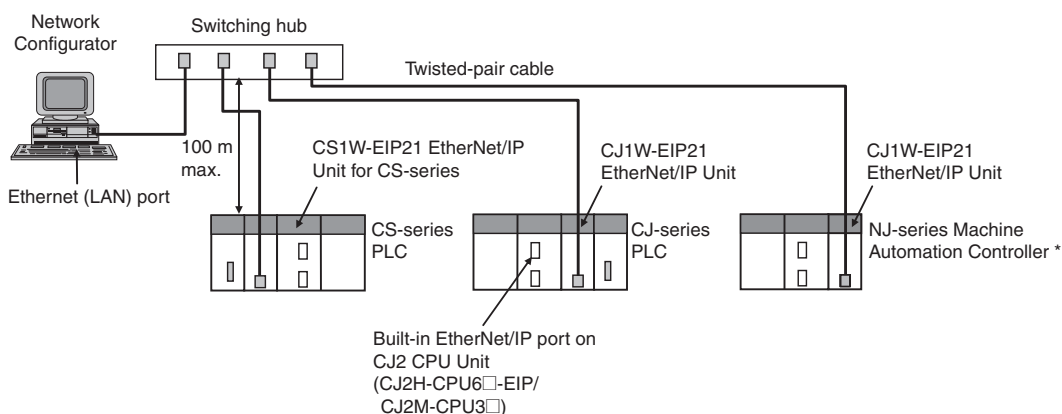 Network
Configurator
Switching hub
Twisted-pair cable
100 m
max.
Ethernet (LAN) port
CS1W-EIP21 EtherNet/IP
Unit for CS-series
CJ1W-EIP21
EtherNet/IP Unit
CJ1W-EIP21
EtherNet/IP Unit
CS-series
PLC
CJ-series
PLC
NJ-series Machine
Automation Controller *
Built-in EtherNet/IP port on
CJ2 CPU Unit
(CJ2H-CPU6□-EIP/
CJ2M-CPU3□)